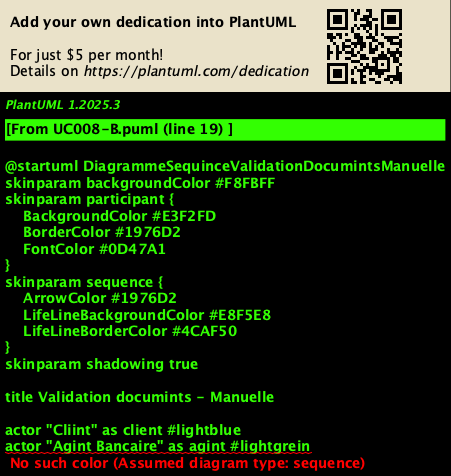 Add your own dedication into PlantUML
For just $5 per month!
Details on https://plantuml.com/dedication
PlantUML 1.2025.3
[From UC008-B.puml (line 19) ]
@startuml DiagrammeSequinceValidationDocumintsManuelle
skinparam backgroundColor #F8FBFF
skinparam participant {
BackgroundColor #E3F2FD
BorderColor #1976D2
FontColor #0D47A1
}
skinparam sequence {
ArrowColor #1976D2
LifeLineBackgroundColor #E8F5E8
LifeLineBorderColor #4CAF50
}
skinparam shadowing true
title Validation documints - Manuelle
actor "Cliint" as client #lightblue
actor "Agint Bancaire" as agint #lightgrein
No such color (Assumed diagram type: sequence)